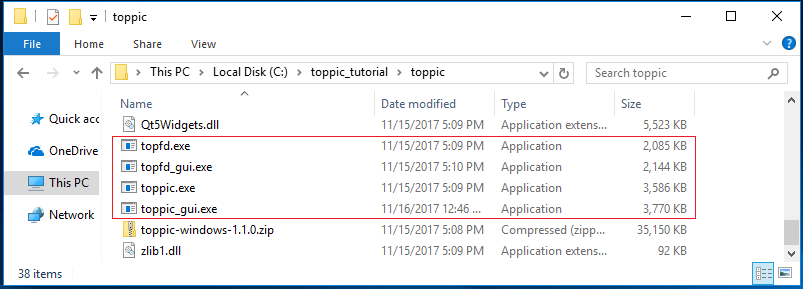 toppic
File Home Share View
This PC Local Disk (C:) toppic_tutorial toppic Search toppic
Name Date modified Type Size
Quick acc Qt5Widgets.dll 11/15/2017 5:09 PM Application extens... 5,523 KB
topfd.exe 11/15/2017 5:09 PM Application 2,085 KB
OneDrive topfd_gui.exe 11/15/2017 5:10 PM Application 2,144 KB
This PC toppic.exe 11/15/2017 5:09 PM Application 3,586 KB
Network toppic_gui.exe 11/16/2017 12:46 ... Application 3,770 KB
toppic-windows-1.1.0.zip 11/15/2017 5:08 PM Compressed (zipp... 35,150 KB
zlib1.dll 11/15/2017 5:09 PM Application extens... 92 KB
38 items